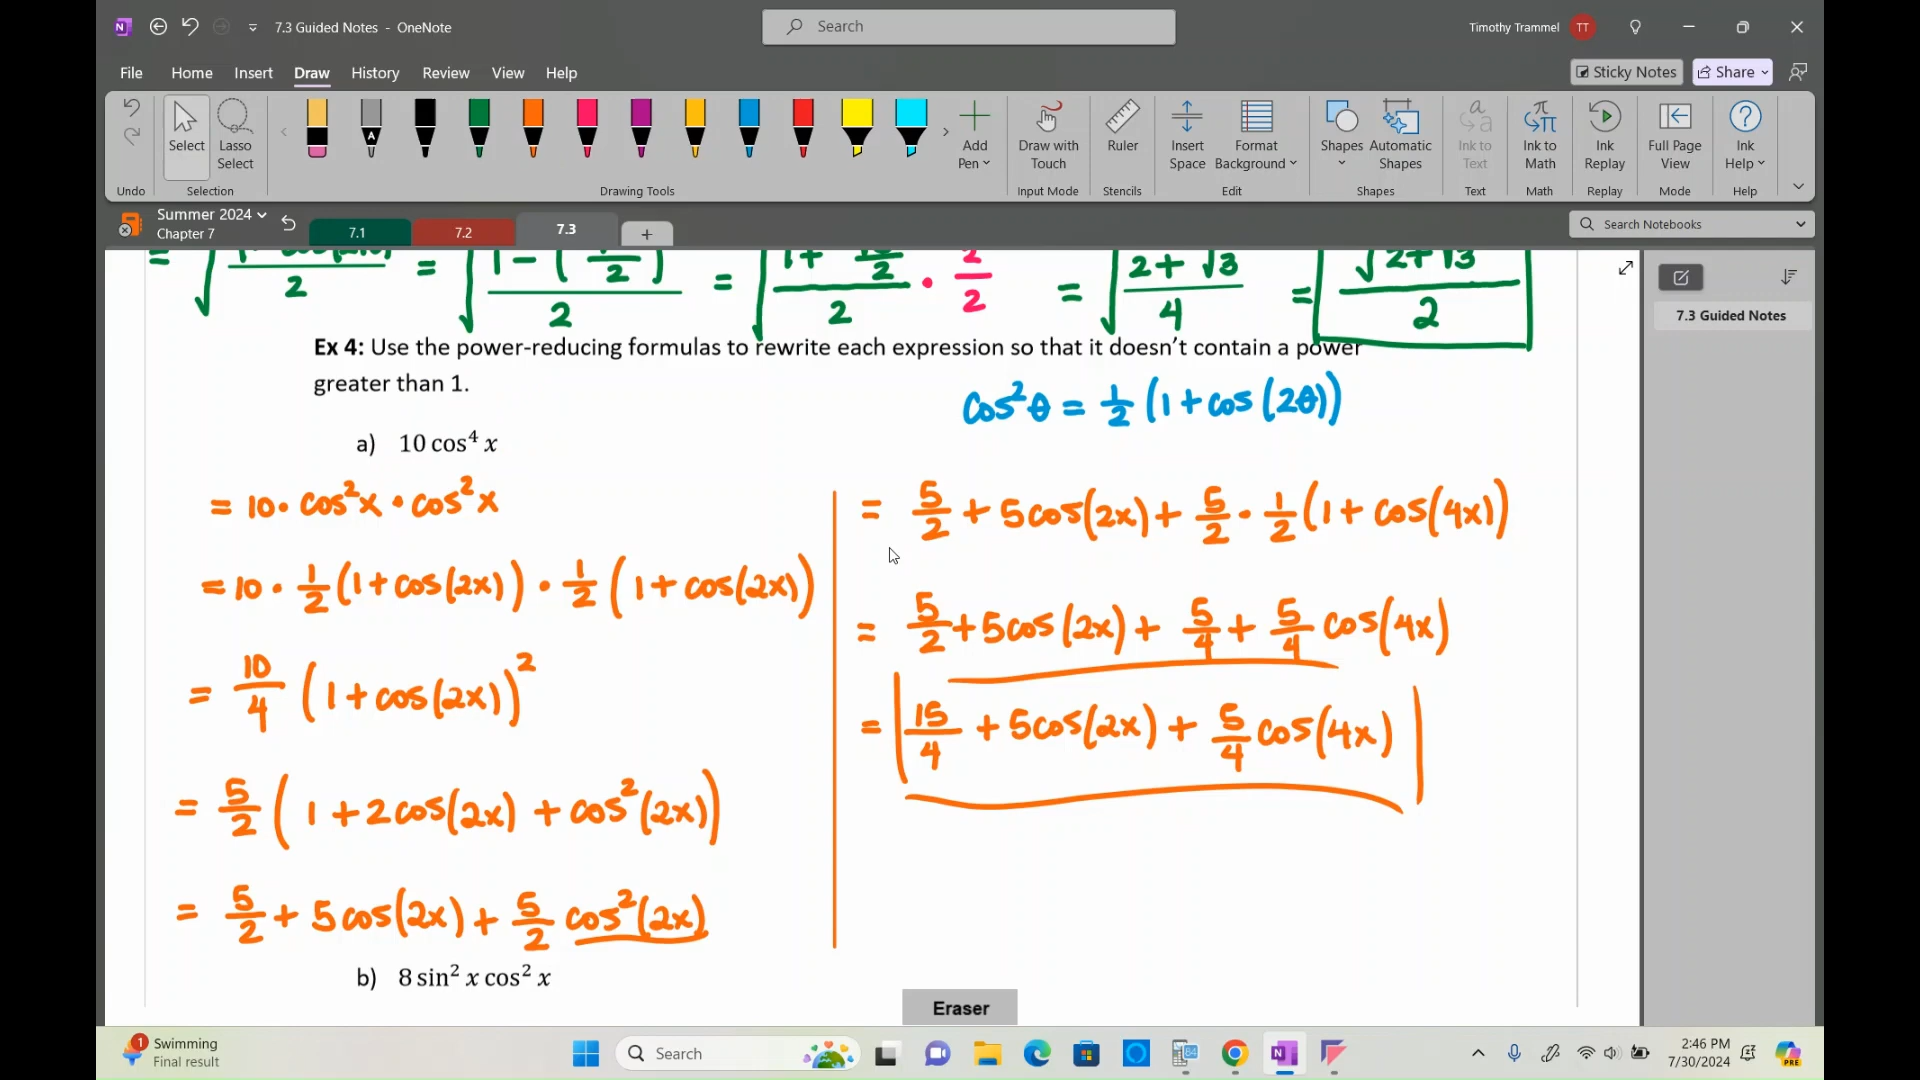 7.3 Guided Notes - OneNote
Search
Timothy Trammel TT
File Home Insert Draw History Review View Help
Sticky Notes Share
Undo
Select
Lasso Select
Selection
Drawing Tools
Add Pen
Draw with Touch
Input Mode
Ruler
Stencils
Insert Space
Format Background
Edit
Shapes
Automatic Shapes
Shapes
Ink to Text
Text
Ink to Math
Math
Ink Replay
Replay
Full Page View
Mode
Ink Help
Help
Summer 2024
Chapter 7
7.1 7.2 7.3 +
Search Notebooks
7.3 Guided Notes
= √((2+√3)/4) = √(2+√3)/2
Ex 4: Use the power-reducing formulas to rewrite each expression so that it doesn't contain a power
greater than 1.
cos²θ = 1/2 (1+cos(2θ))
a) 10 cos⁴ x
= 10 · cos²x · cos²x
= 10 · 1/2 (1+cos(2x)) · 1/2 (1+cos(2x))
= 10/4 (1+cos(2x))²
= 5/2 (1+2cos(2x) + cos²(2x))
= 5/2 + 5cos(2x) + 5/2 cos²(2x)
= 5/2 + 5cos(2x) + 5/2 · 1/2 (1+ cos(4x))
= 5/2 + 5cos(2x) + 5/4 + 5/4 cos(4x)
= 15/4 + 5cos(2x) + 5/4 cos(4x)
b) 8 sin² x cos² x
Eraser
1
Swimming
Final result
Search
2:46 PM
7/30/2024
PRE